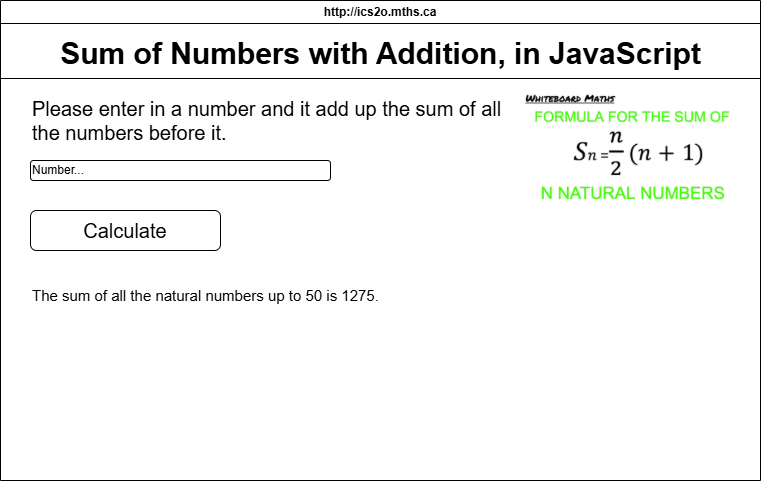 http://ics2o.mths.ca
Sum of Numbers with Addition, in JavaScript
Please enter in a number and it add up the sum of all
the numbers before it.
Number...
Calculate
The sum of all the natural numbers up to 50 is 1275.
WHITEBOARD MATHS
FORMULA FOR THE SUM OF
Sn = n/2 (n + 1)
N NATURAL NUMBERS